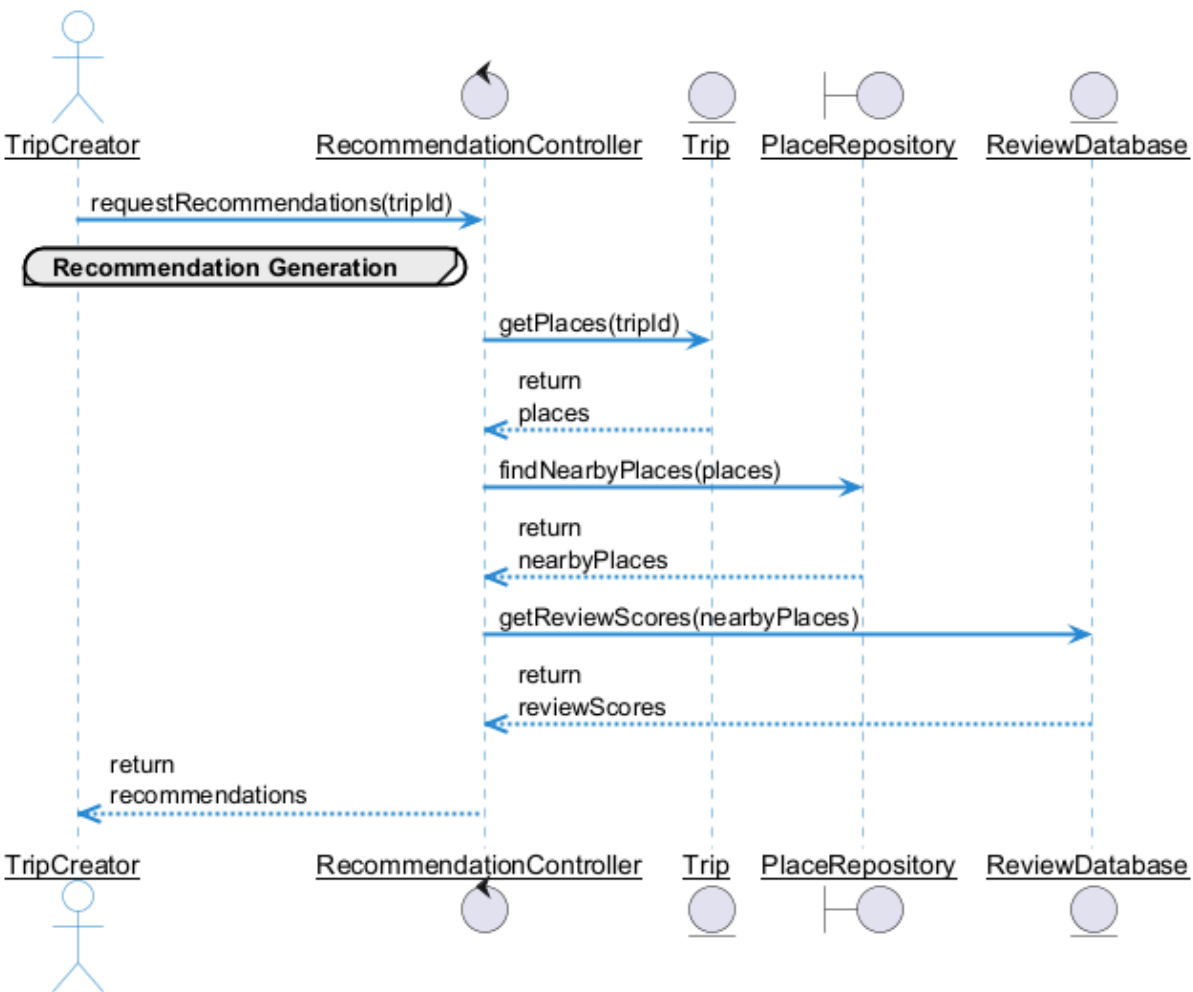 TripCreator
RecommendationController
Trip
PlaceRepository
ReviewDatabase
requestRecommendations(tripId)
Recommendation Generation
getPlaces(tripId)
return
places
findNearbyPlaces(places)
return
nearbyPlaces
getReviewScores(nearbyPlaces)
return
reviewScores
return
recommendations
TripCreator
RecommendationController
Trip
PlaceRepository
ReviewDatabase